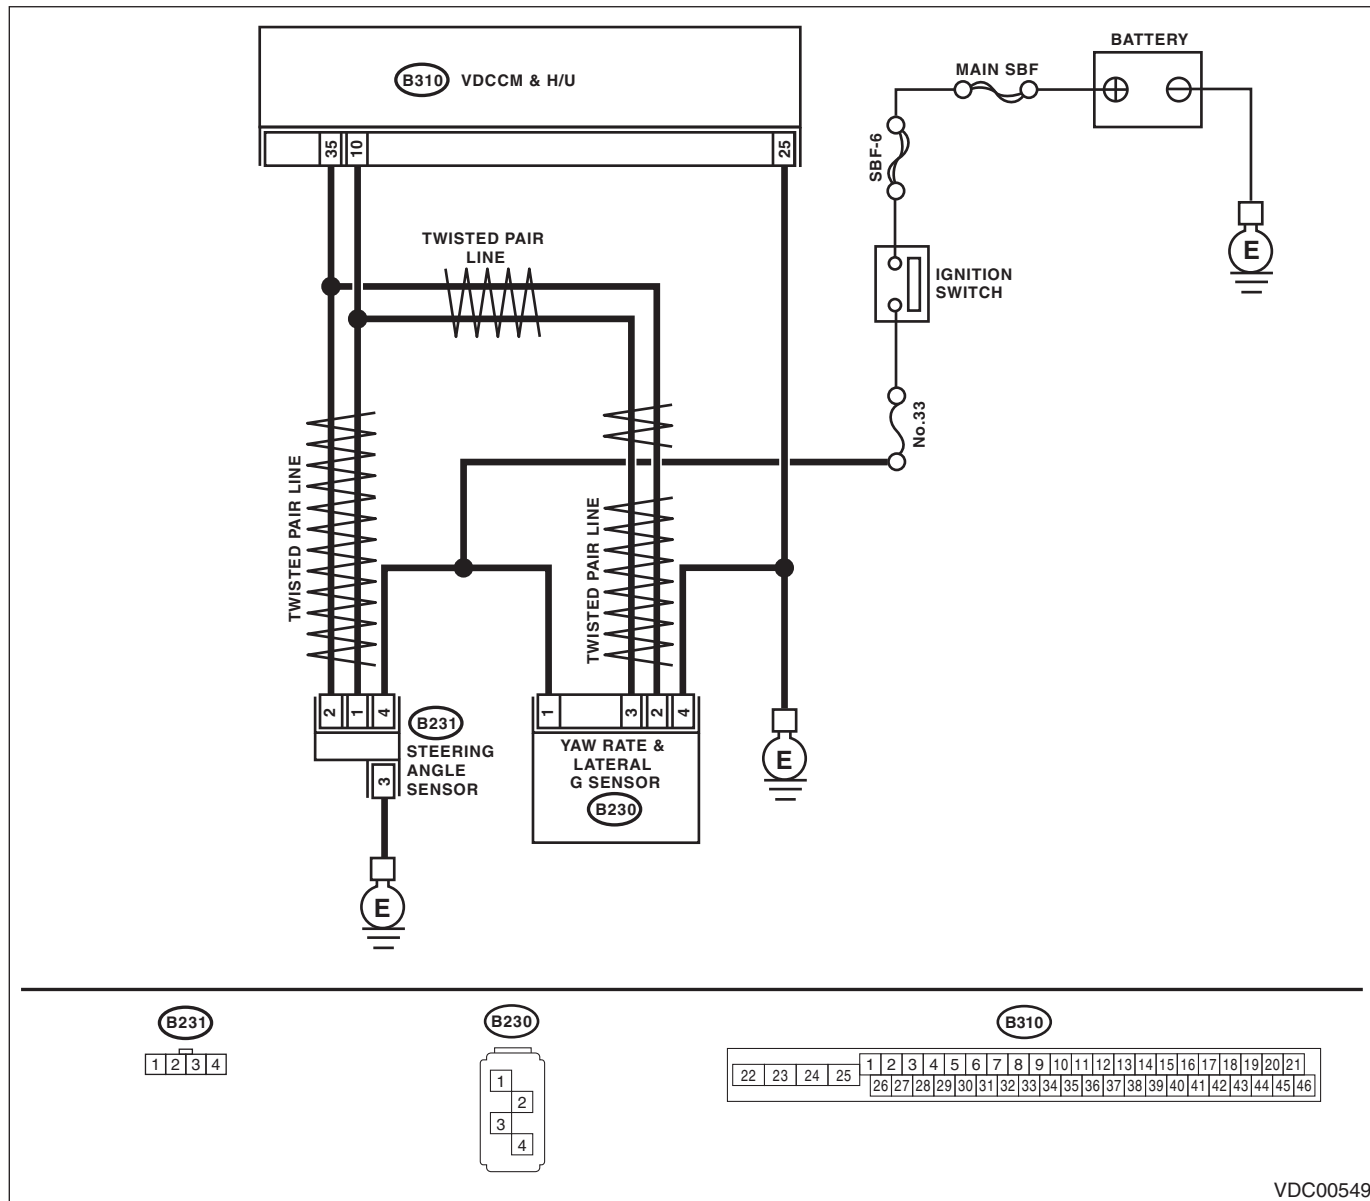 BATTERY
MAIN SBF
B310 VDCCM & H/U
35 10 25
SBF-6
TWISTED PAIR
LINE
E
IGNITION
SWITCH
No.33
TWISTED PAIR LINE
TWISTED PAIR LINE
2 1 4
B231
STEERING
ANGLE
SENSOR
3
E
1 3 2 4
YAW RATE &
LATERAL
G SENSOR
B230
E
B231
1 2 3 4
B230
1
2
3
4
B310
22 23 24 25
1 2 3 4 5 6 7 8 9 10 11 12 13 14 15 16 17 18 19 20 21
26 27 28 29 30 31 32 33 34 35 36 37 38 39 40 41 42 43 44 45 46
VDC00549